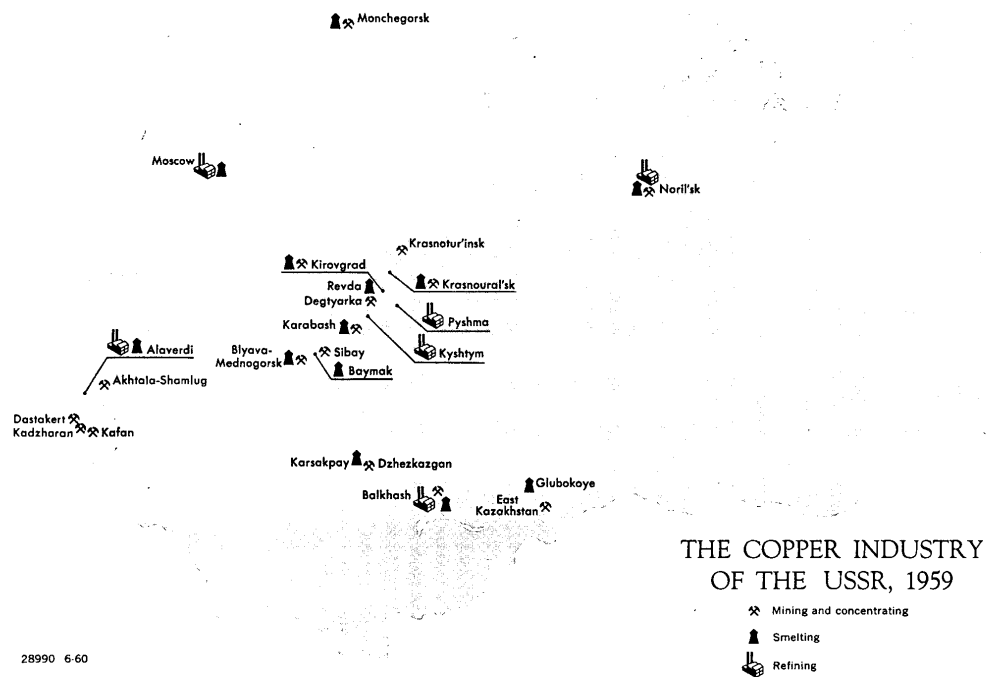 Monchegorsk
Moscow
Noril'sk
Krasnotur'insk
Kirovgrad
Krasnoural'sk
Revda
Degtyarka
Pyshma
Karabash
Kyshtym
Alaverdi
Blyava-
Mednogorsk
Sibay
Baymak
Akhtala-Shamlug
Dastakert
Kadzharan
Kafan
Karsakpay
Dzhezkazgan
Balkhash
Glubokoye
East
Kazakhstan
THE COPPER INDUSTRY
OF THE USSR, 1959
Mining and concentrating
Smelting
Refining
28990 6-60